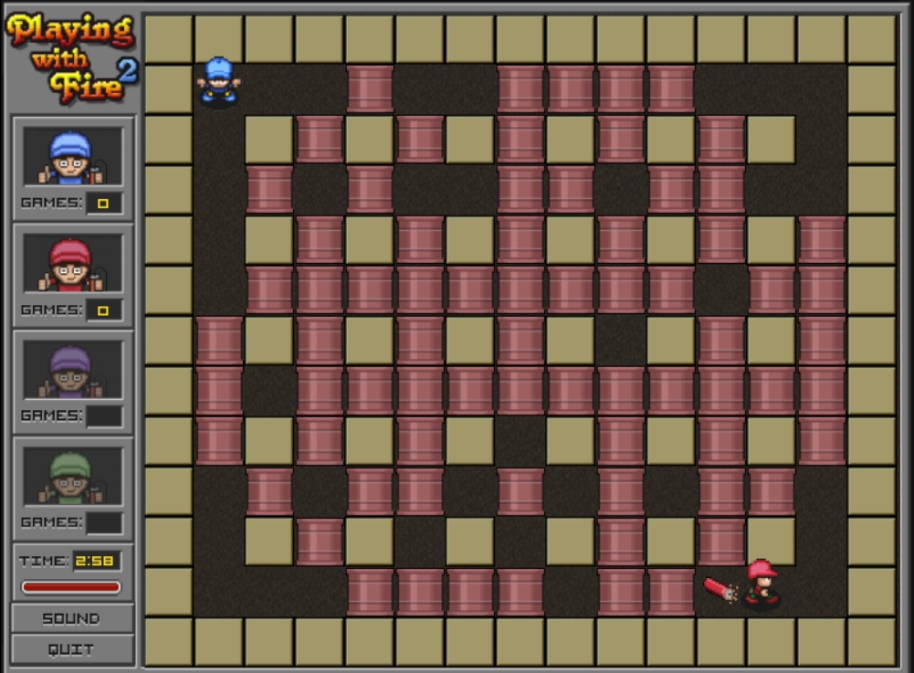 Playing
with
Fire 2
GAMES: 0
GAMES: 0
GAMES:
GAMES:
TIME: 2:58
SOUND
QUIT